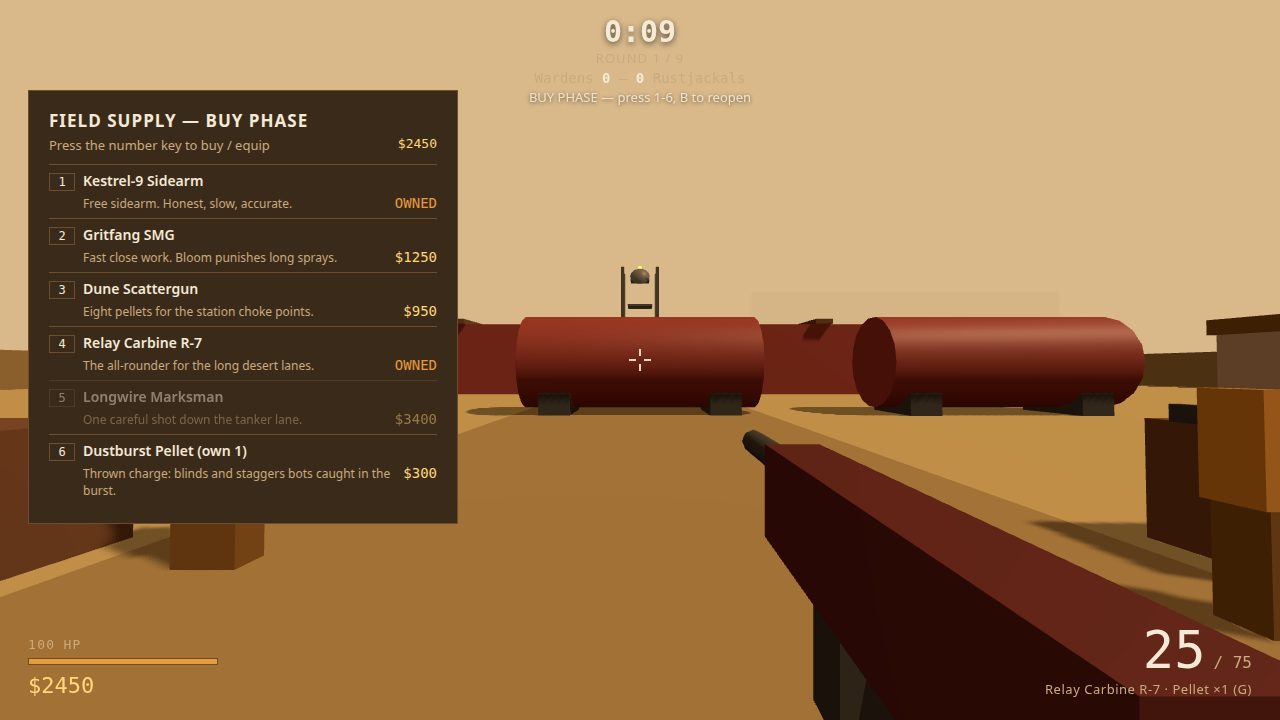 0:09
ROUND 1 / 9
Wardens 0 — 0 Rustjackals
BUY PHASE — press 1-6, B to reopen
FIELD SUPPLY — BUY PHASE
Press the number key to buy / equip $2450
1 Kestrel-9 Sidearm
Free sidearm. Honest, slow, accurate. OWNED
2 Gritfang SMG
Fast close work. Bloom punishes long sprays. $1250
3 Dune Scattergun
Eight pellets for the station choke points. $950
4 Relay Carbine R-7
The all-rounder for the long desert lanes. OWNED
5 Longwire Marksman
One careful shot down the tanker lane. $3400
6 Dustburst Pellet (own 1)
Thrown charge: blinds and staggers bots caught in the $300
burst.
100 HP
$2450
25 / 75
Relay Carbine R-7 · Pellet ×1 (G)